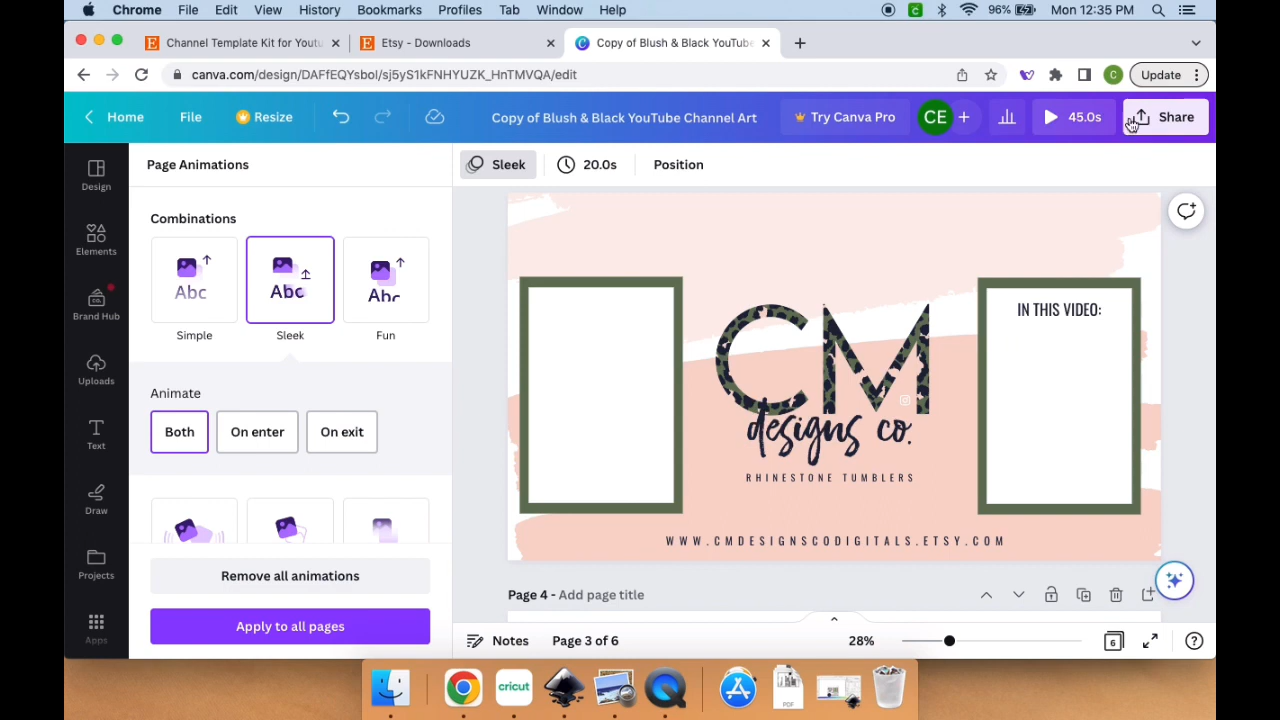 Chrome File Edit View History Bookmarks Profiles Tab Window Help C 96% Mon 12:35 PM
Channel Template Kit for Youtu Etsy - Downloads Copy of Blush & Black YouTube
canva.com/design/DAFfEQYsboI/sj5yS1kFNHYUZK_HnTMVQA/edit C Update
Home File Resize Copy of Blush & Black YouTube Channel Art Try Canva Pro CE 45.0s Share
Page Animations Sleek 20.0s Position
Design
Elements
Brand Hub
Uploads
Text
Draw
Projects
Apps
Combinations
Abc Abc Abc
Simple Sleek Fun
Animate
Both On enter On exit
Remove all animations
Apply to all pages
IN THIS VIDEO:
CM
designs co.
RHINESTONE TUMBLERS
WWW.CMDESIGNSCODIGITALS.ETSY.COM
Page 4 - Add page title
Notes Page 3 of 6 28% 6
cricut
PDF